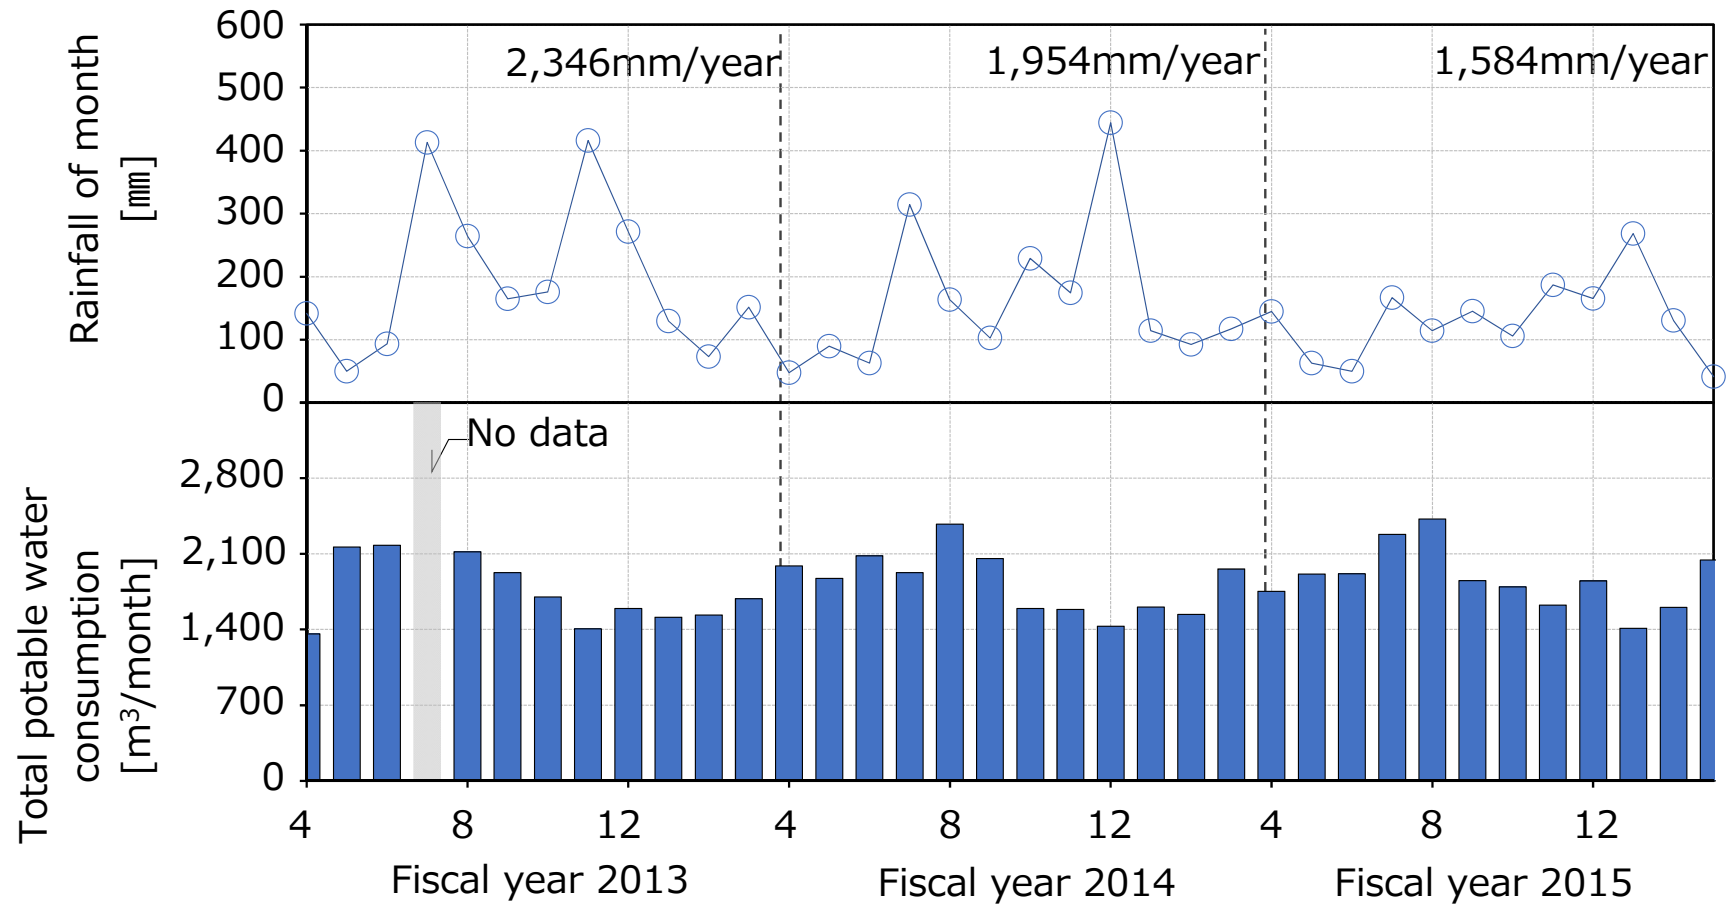 Rainfall of month
[㎜]
600
500
400
300
200
100
0
2,346mm/year
1,954mm/year
1,584mm/year
Total potable water
consumption
[m³/month]
2,800
2,100
1,400
700
0
No data
4 8 12 4 8 12 4 8 12
Fiscal year 2013
Fiscal year 2014
Fiscal year 2015